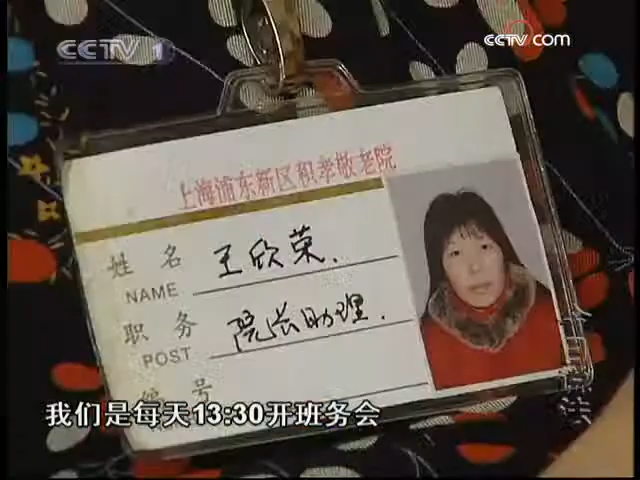 CCTV 1
CCTV.com
上海浦东新区积孝敬老院
姓 名 王欣荣.
NAME
职 务 院长助理.
POST
编 号
我们是每天13:30开班务会